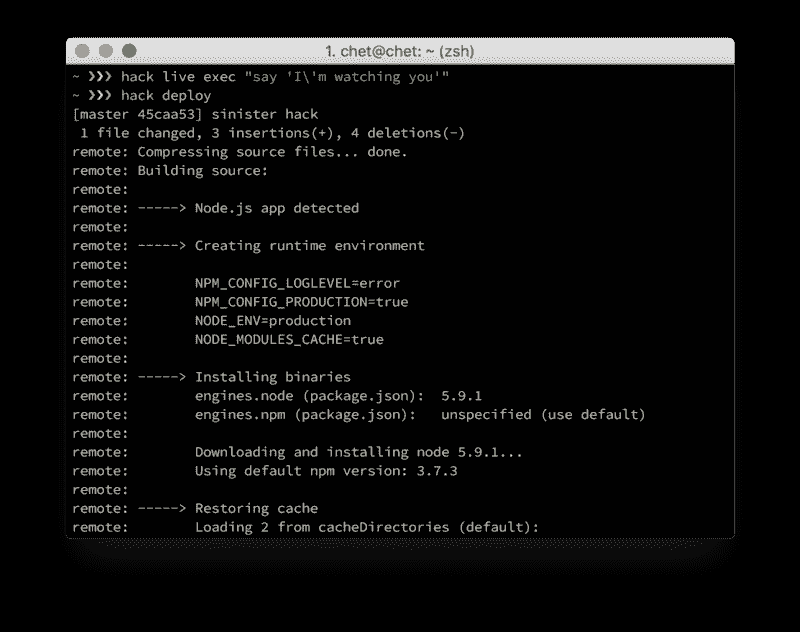 1. chet@chet: ~ (zsh)
~ ❯❯❯ hack live exec "say 'I\'m watching you'"
~ ❯❯❯ hack deploy
[master 45caa53] sinister hack
 1 file changed, 3 insertions(+), 4 deletions(-)
remote: Compressing source files... done.
remote: Building source:
remote:
remote: -----> Node.js app detected
remote:
remote: -----> Creating runtime environment
remote:
remote:        NPM_CONFIG_LOGLEVEL=error
remote:        NPM_CONFIG_PRODUCTION=true
remote:        NODE_ENV=production
remote:        NODE_MODULES_CACHE=true
remote:
remote: -----> Installing binaries
remote:        engines.node (package.json):  5.9.1
remote:        engines.npm (package.json):   unspecified (use default)
remote:
remote:        Downloading and installing node 5.9.1...
remote:        Using default npm version: 3.7.3
remote:
remote: -----> Restoring cache
remote:        Loading 2 from cacheDirectories (default):